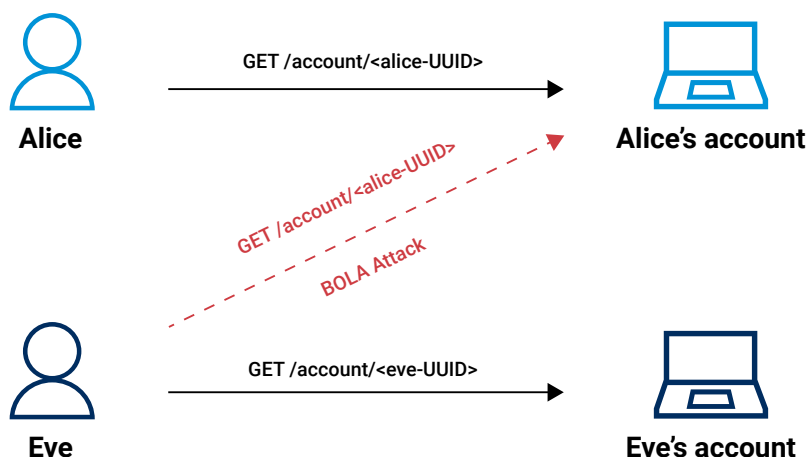 GET /account/<alice-UUID>
Alice
Alice's account
GET /account/<alice-UUID>
BOLA Attack
GET /account/<eve-UUID>
Eve
Eve's account